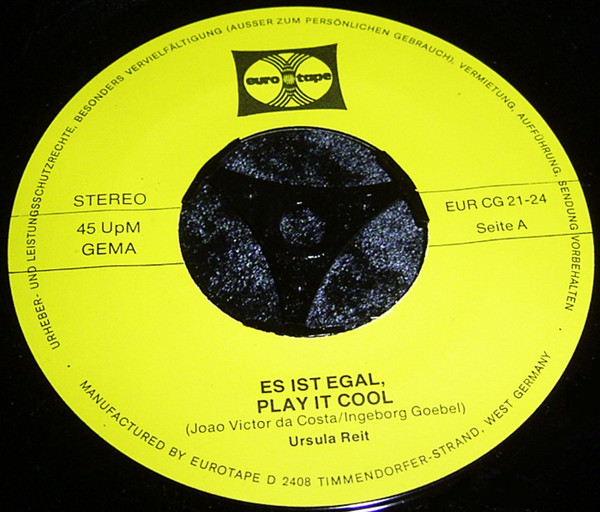 URHEBER- UND LEISTUNGSSCHUTZRECHTE, BESONDERS VERVIELFÄLTIGUNG (AUSSER ZUM PERSÖNLICHEN GEBRAUCH), VERMIETUNG, AUFFÜHRUNG, SENDUNG VORBEHALTEN
euro tape
STEREO
45 UpM
GEMA
EUR CG 21-24
Seite A
ES IST EGAL,
PLAY IT COOL
(Joao Victor da Costa/Ingeborg Goebel)
Ursula Reit
MANUFACTURED BY EUROTAPE D 2408 TIMMENDORFER-STRAND, WEST GERMANY